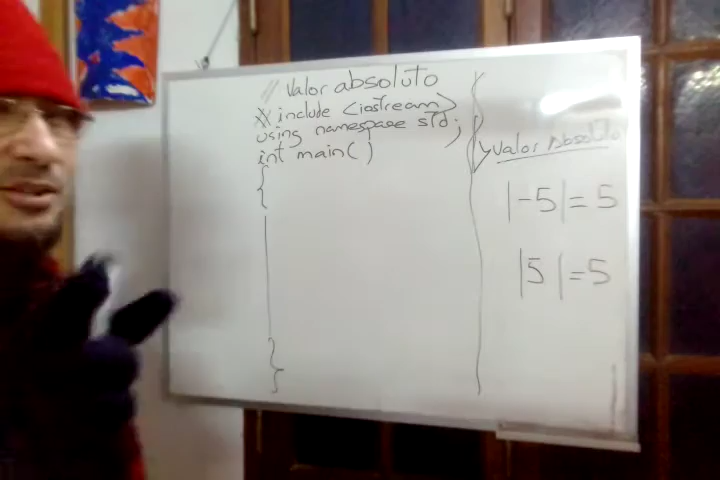 // Valor absoluto
# include <iostream>
using namespace std;
int main( )
{
}
Valor Absoluto
|-5|=5
|5|=5